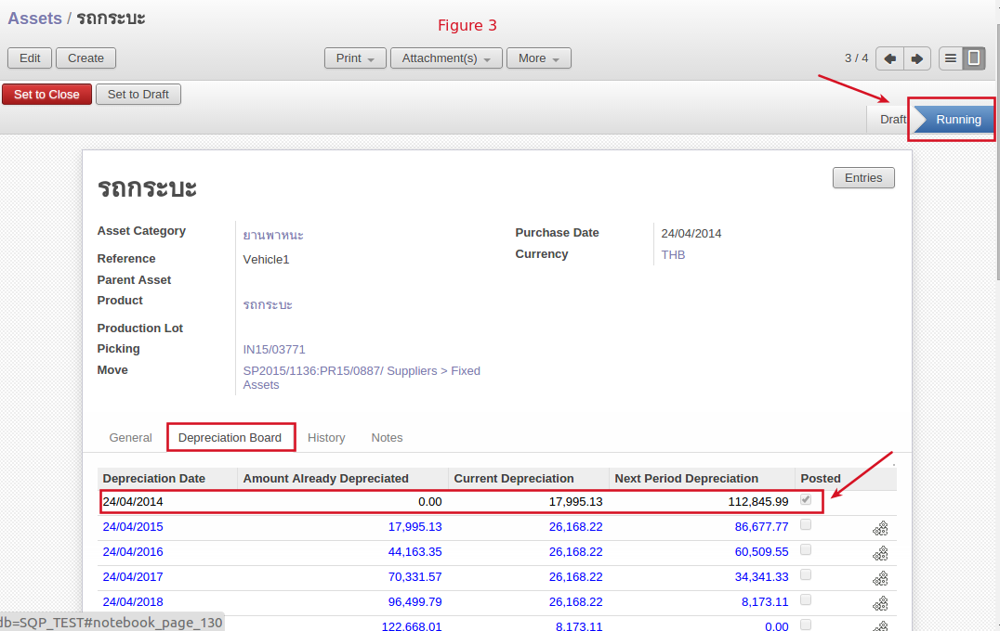 Assets / รถกระบะ
Figure 3
Edit Create Print Attachment(s) More 3 / 4
Set to Close Set to Draft Draft Running
รถกระบะ
Entries
Asset Category ยานพาหนะ Purchase Date 24/04/2014
Reference Vehicle1 Currency THB
Parent Asset
Product รถกระบะ
Production Lot
Picking IN15/03771
Move SP2015/1136:PR15/0887/ Suppliers > Fixed
Assets
General Depreciation Board History Notes
Depreciation Date Amount Already Depreciated Current Depreciation Next Period Depreciation Posted
24/04/2014 0.00 17,995.13 112,845.99
24/04/2015 17,995.13 26,168.22 86,677.77
24/04/2016 44,163.35 26,168.22 60,509.55
24/04/2017 70,331.57 26,168.22 34,341.33
24/04/2018 96,499.79 26,168.22 8,173.11
122,668.01 8,173.11 0.00
db=SQP_TEST#notebook_page_130